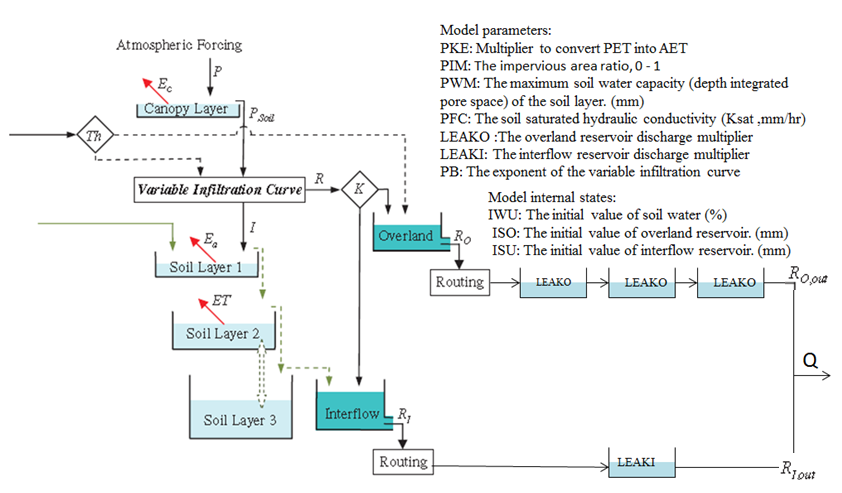 Atmospheric Forcing
P
Ec
Canopy Layer
PSoil
Th
Variable Infiltration Curve
R
K
I
Ea
Soil Layer 1
ET
Soil Layer 2
Soil Layer 3
Overland
RO
Routing
LEAKO
LEAKO
LEAKO
RO,out
Q
Interflow
RI
Routing
LEAKI
RI,out
Model parameters:
PKE: Multiplier to convert PET into AET
PIM: The impervious area ratio, 0 - 1
PWM: The maximum soil water capacity (depth integrated
pore space) of the soil layer. (mm)
PFC: The soil saturated hydraulic conductivity (Ksat ,mm/hr)
LEAKO :The overland reservoir discharge multiplier
LEAKI: The interflow reservoir discharge multiplier
PB: The exponent of the variable infiltration curve
Model internal states:
IWU: The initial value of soil water (%)
ISO: The initial value of overland reservoir. (mm)
ISU: The initial value of interflow reservoir. (mm)